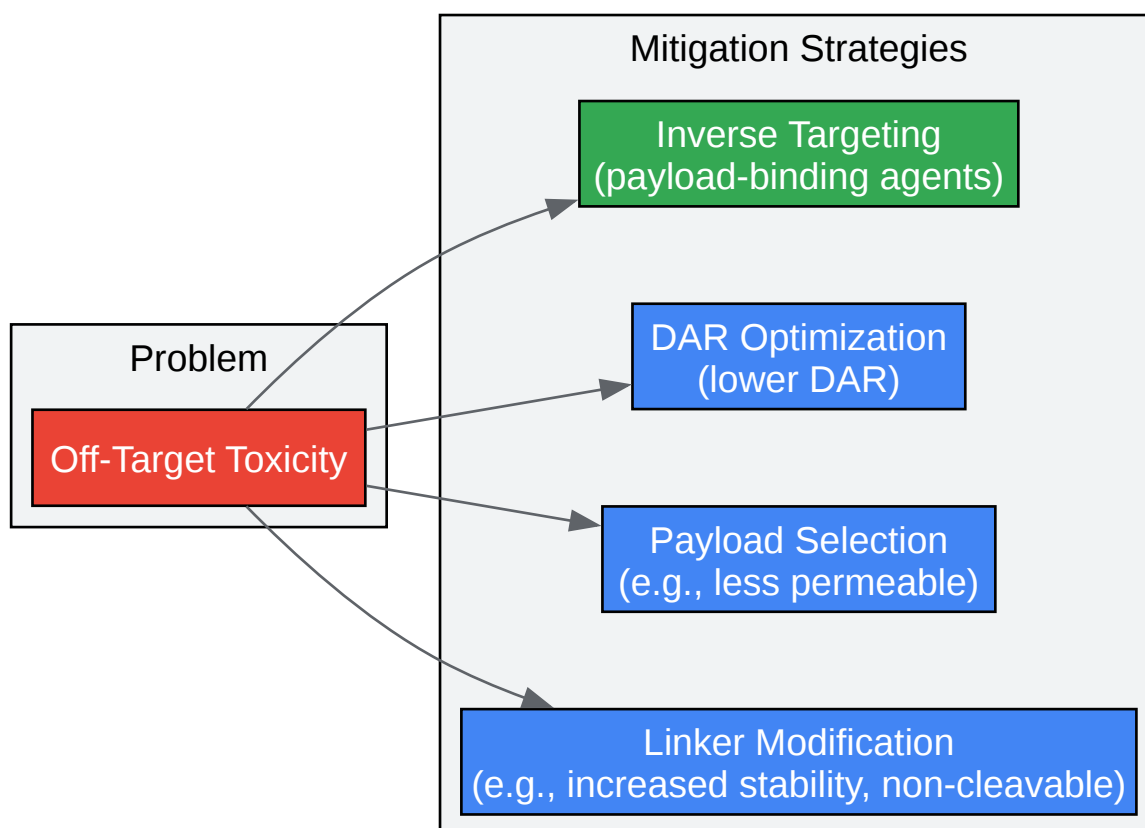 Mitigation Strategies
Inverse Targeting
(payload-binding agents)
DAR Optimization
(lower DAR)
Problem
Off-Target Toxicity
Payload Selection
(e.g., less permeable)
Linker Modification
(e.g., increased stability, non-cleavable)